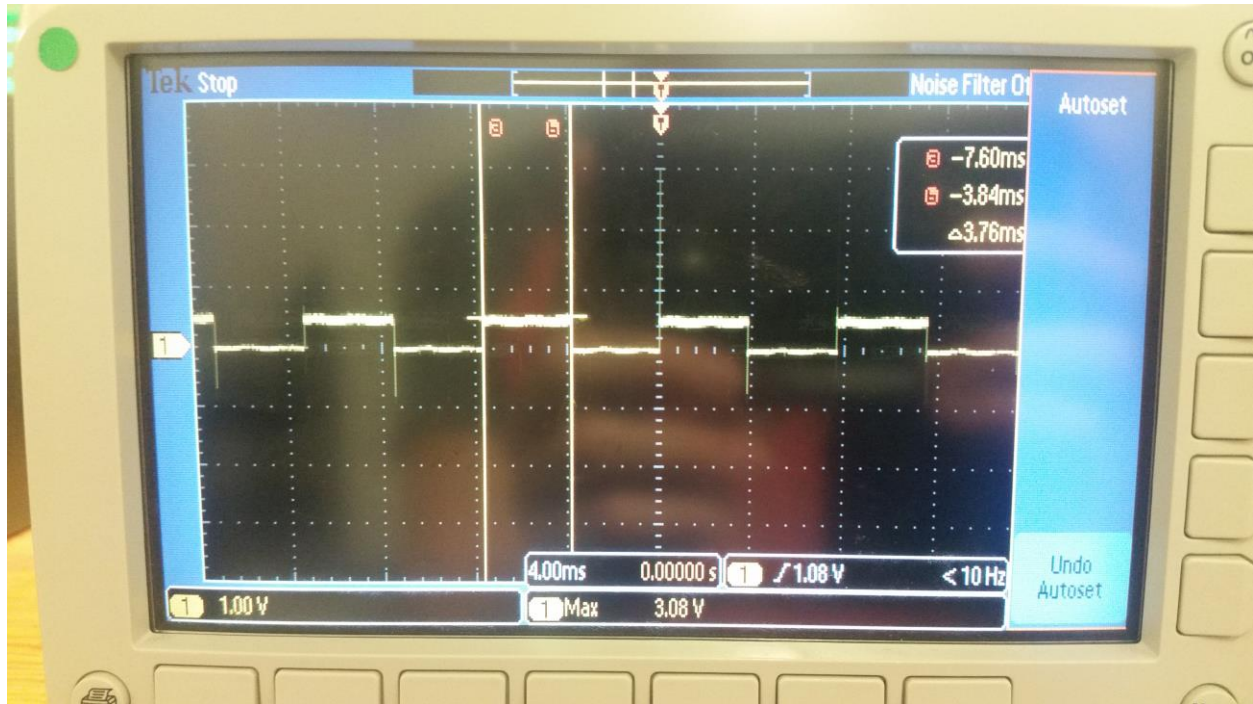 Tek Stop
Noise Filter Of
Autoset
a b
T
T
a −7.60ms
b −3.84ms
△3.76ms
1
4.00ms 0.00000 s
1 ∫ 1.08 V < 10 Hz
1 1.00 V
1 Max 3.08 V
Undo
Autoset